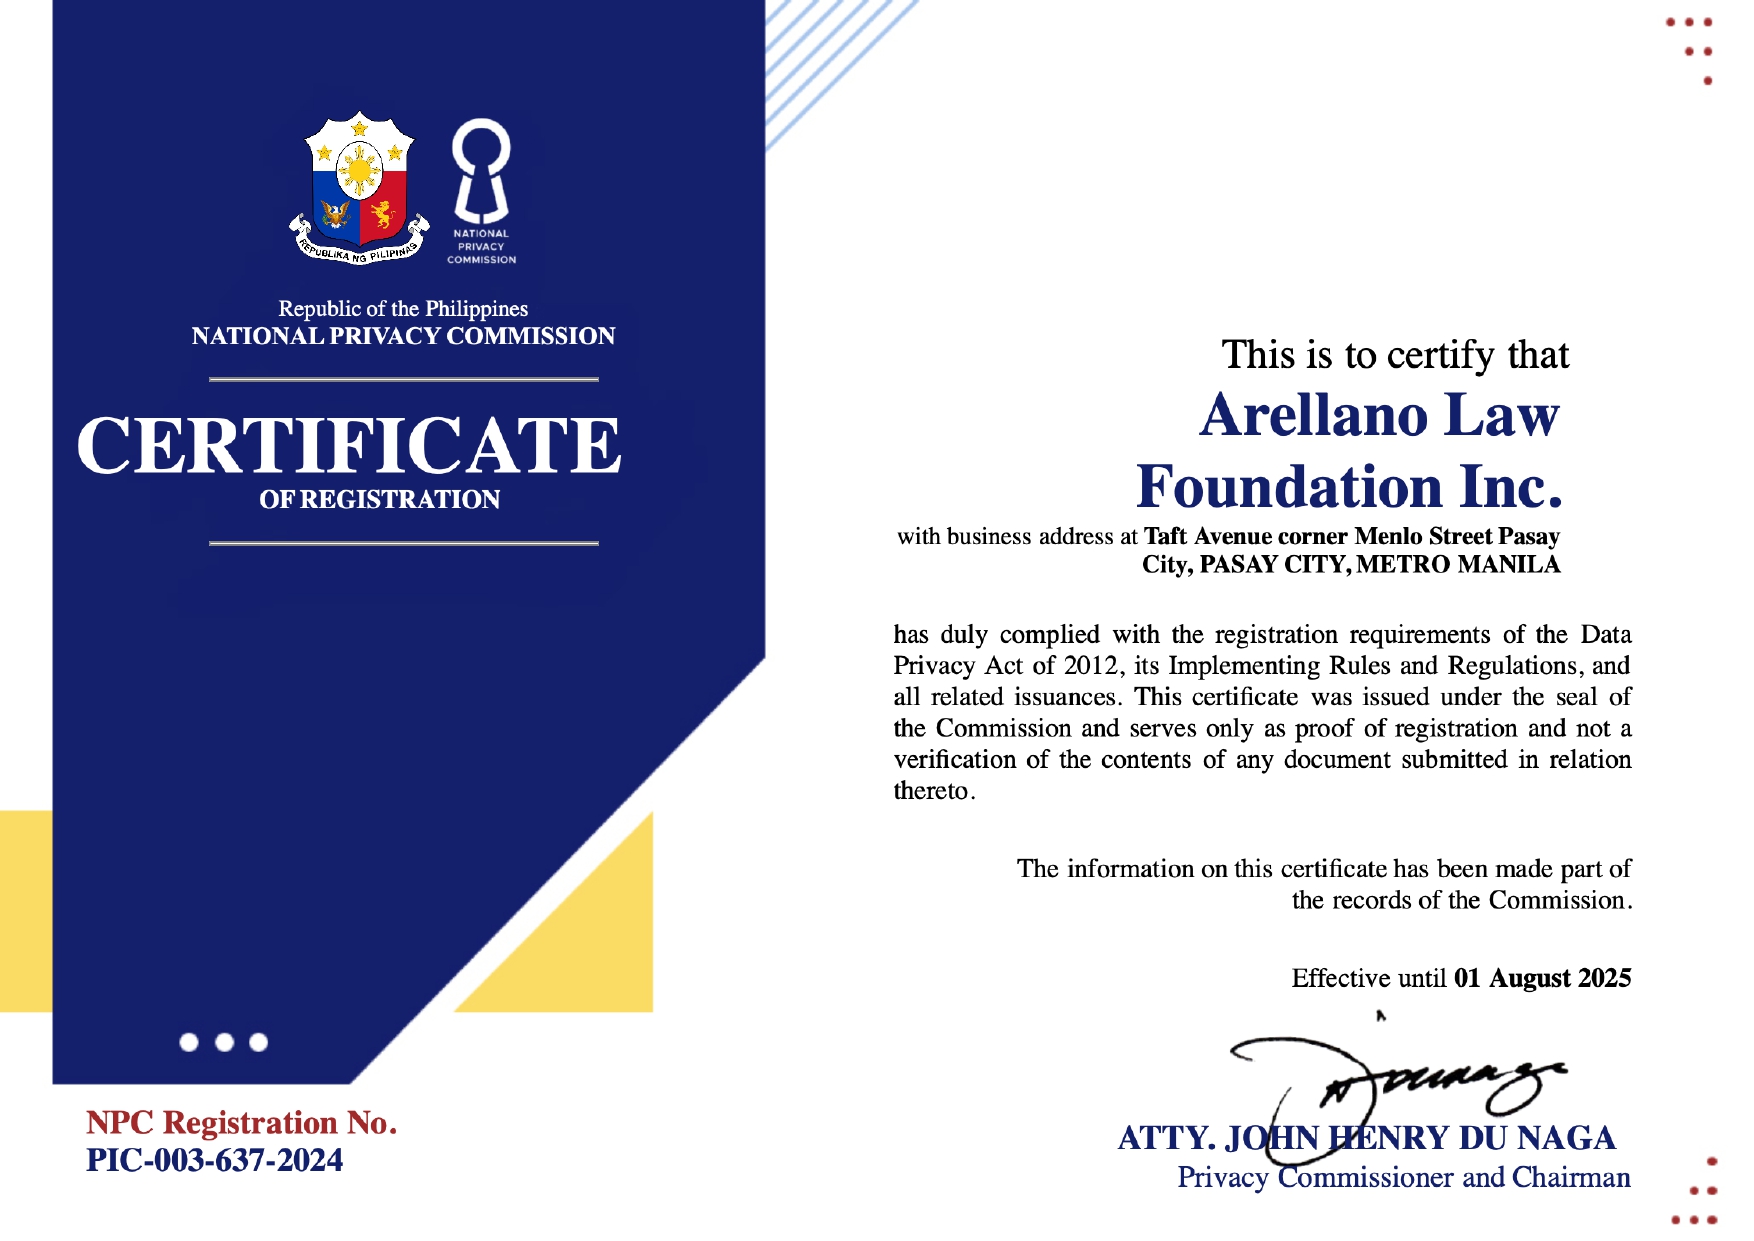 REPUBLIKA NG PILIPINAS
NATIONAL
PRIVACY
COMMISSION
Republic of the Philippines
NATIONAL PRIVACY COMMISSION
CERTIFICATE
OF REGISTRATION
NPC Registration No.
PIC-003-637-2024
This is to certify that
Arellano Law
Foundation Inc.
with business address at Taft Avenue corner Menlo Street Pasay
City, PASAY CITY, METRO MANILA
has duly complied with the registration requirements of the Data
Privacy Act of 2012, its Implementing Rules and Regulations, and
all related issuances. This certificate was issued under the seal of
the Commission and serves only as proof of registration and not a
verification of the contents of any document submitted in relation
thereto.
The information on this certificate has been made part of
the records of the Commission.
Effective until 01 August 2025
ATTY. JOHN HENRY DU NAGA
Privacy Commissioner and Chairman